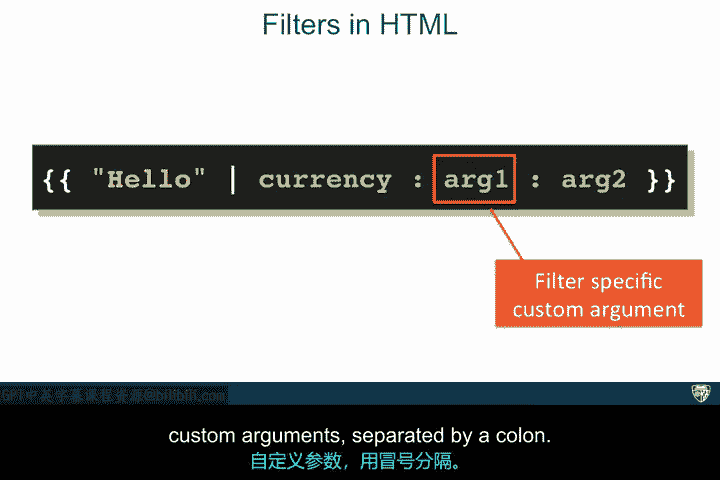 Filters in HTML
{{ "Hello" | currency : arg1 : arg2 }}
Filter specific
custom argument
custom arguments, separated by a colon.
自定义参数，用冒号分隔。